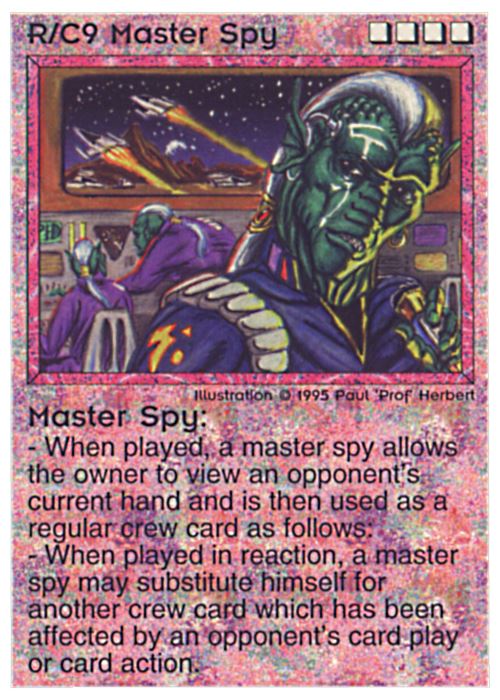 R/C9 Master Spy
Illustration © 1995 Paul 'Prof' Herbert
Master Spy:
- When played, a master spy allows
the owner to view an opponent's
current hand and is then used as a
regular crew card as follows:
- When played in reaction, a master
spy may substitute himself for
another crew card which has been
affected by an opponent's card play
or card action.